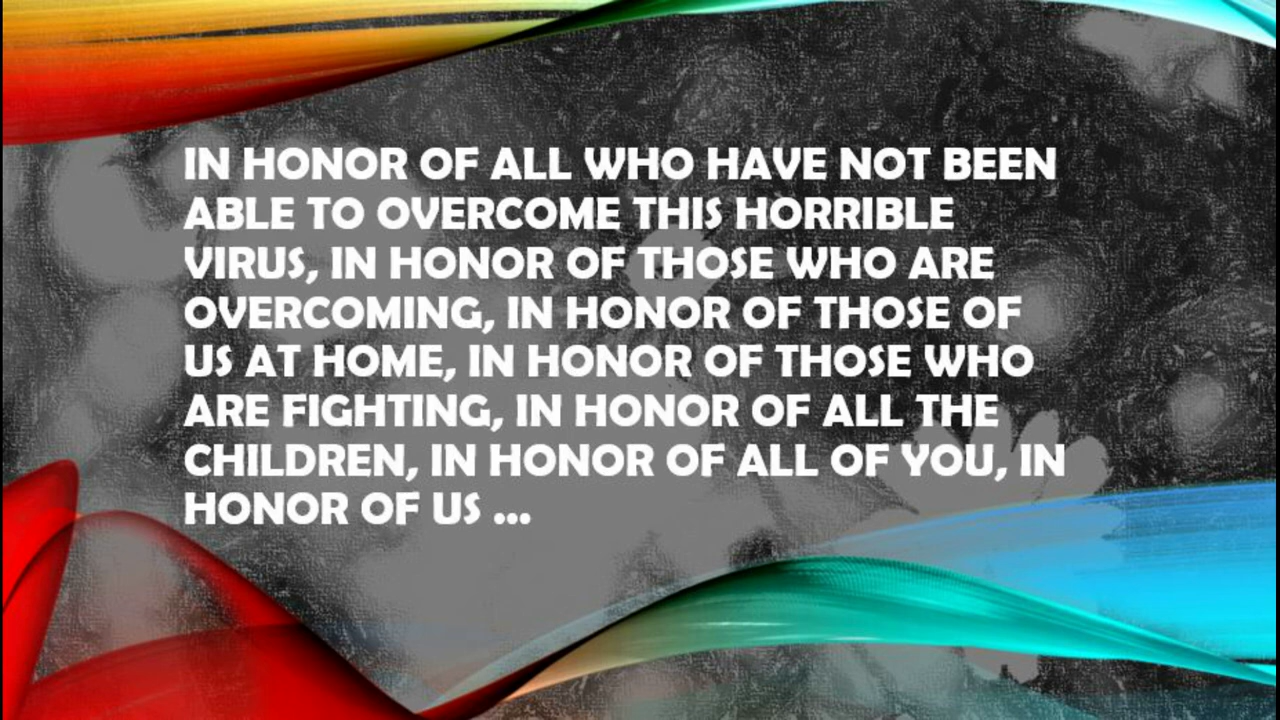 IN HONOR OF ALL WHO HAVE NOT BEEN
ABLE TO OVERCOME THIS HORRIBLE
VIRUS, IN HONOR OF THOSE WHO ARE
OVERCOMING, IN HONOR OF THOSE OF
US AT HOME, IN HONOR OF THOSE WHO
ARE FIGHTING, IN HONOR OF ALL THE
CHILDREN, IN HONOR OF ALL OF YOU, IN
HONOR OF US ...